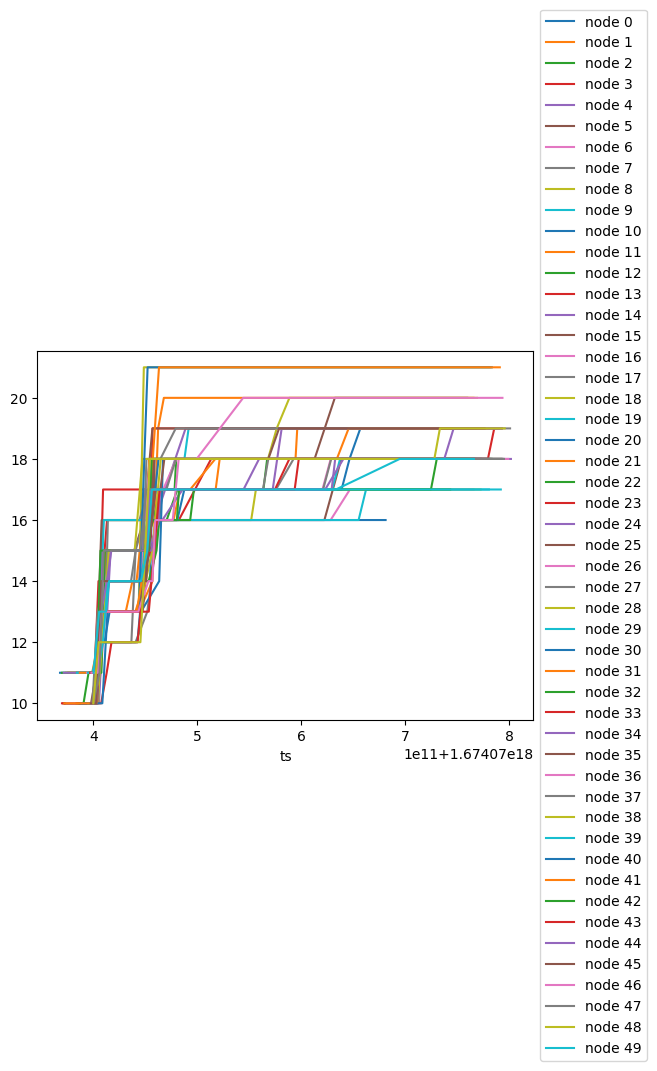 node 0
node 1
node 2
node 3
node 4
node 5
node 6
node 7
node 8
node 9
node 10
node 11
node 12
node 13
node 14
node 15
node 16
node 17
node 18
node 19
node 20
node 21
node 22
node 23
node 24
node 25
node 26
node 27
node 28
node 29
node 30
node 31
node 32
node 33
node 34
node 35
node 36
node 37
node 38
node 39
node 40
node 41
node 42
node 43
node 44
node 45
node 46
node 47
node 48
node 49
20
18
16
14
12
10
4 5 6 7 8
ts
1e11+1.67407e18